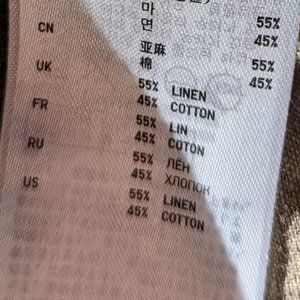 마 55%
면 45%
CN 亚麻 55%
棉 45%
UK 55% LINEN
45% COTTON
FR 55% LIN
45% COTON
RU 55% ЛЁН
45% ХЛОПОК
US 55% LINEN
45% COTTON